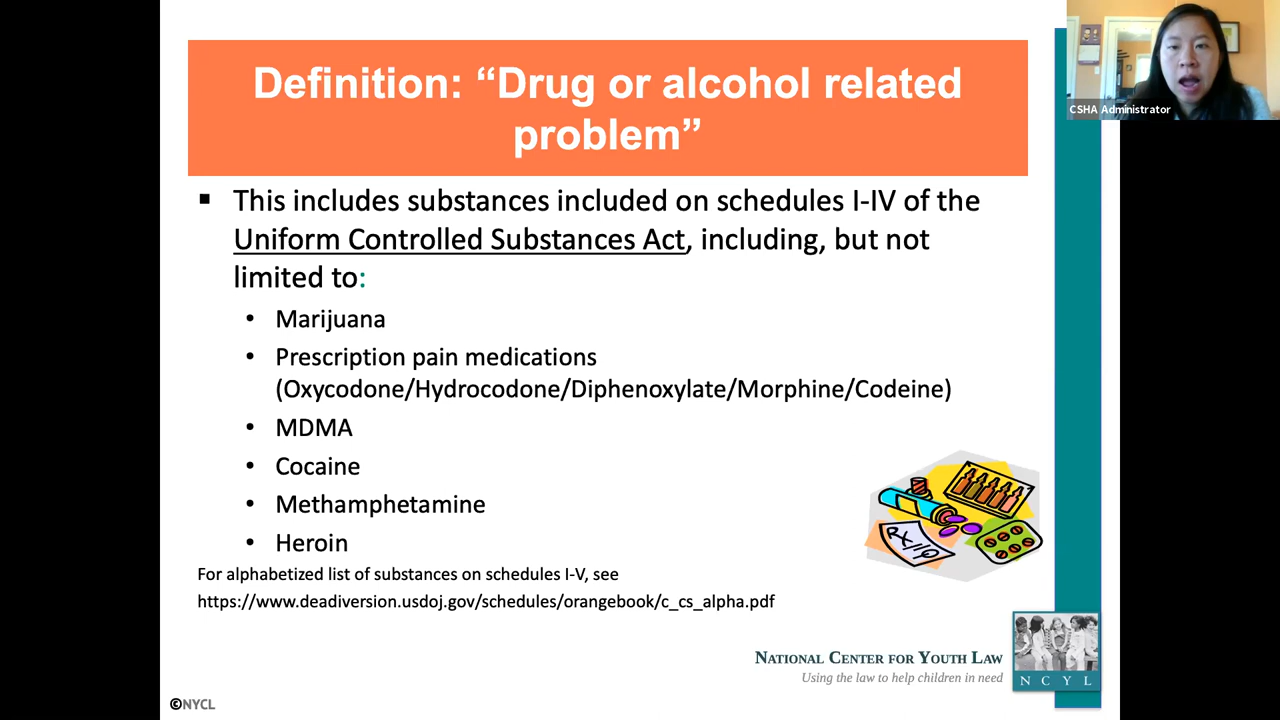 Definition: “Drug or alcohol related
problem”
CSHA Administrator
▪ This includes substances included on schedules I-IV of the
Uniform Controlled Substances Act, including, but not
limited to:
• Marijuana
• Prescription pain medications
(Oxycodone/Hydrocodone/Diphenoxylate/Morphine/Codeine)
• MDMA
• Cocaine
• Methamphetamine
• Heroin
For alphabetized list of substances on schedules I-V, see
https://www.deadiversion.usdoj.gov/schedules/orangebook/c_cs_alpha.pdf
NATIONAL CENTER FOR YOUTH LAW
Using the law to help children in need
N C Y L
©NYCL